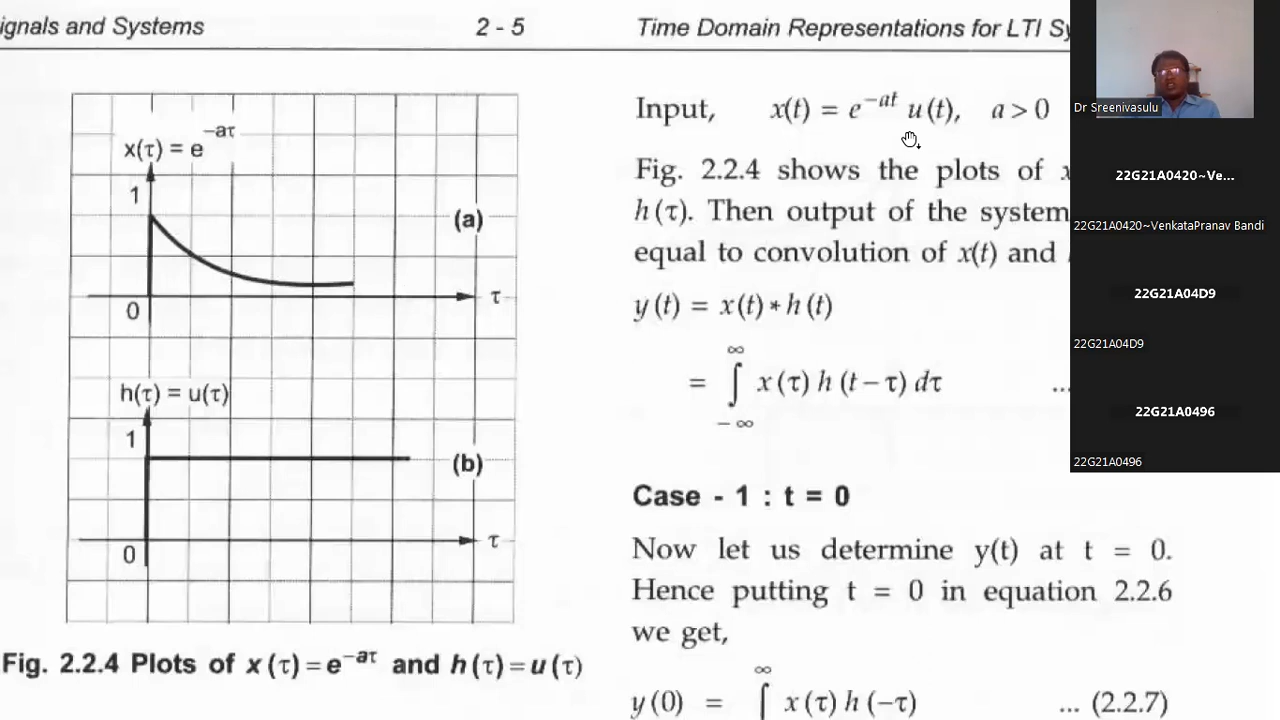 ignals and Systems 2 - 5 Time Domain Representations for LTI Sy
x(τ) = e^–aτ
1
(a)
0
τ
h(τ) = u(τ)
1
(b)
0
τ
Fig. 2.2.4 Plots of x(τ) = e^–aτ and h(τ) = u(τ)
Input, x(t) = e^–at u(t), a > 0
Fig. 2.2.4 shows the plots of x
h(τ). Then output of the system
equal to convolution of x(t) and
y(t) = x(t) * h(t)
= ∫_{–∞}^{∞} x(τ) h(t – τ) dτ ...
Case - 1 : t = 0
Now let us determine y(t) at t = 0.
Hence putting t = 0 in equation 2.2.6
we get,
y(0) = ∫^{∞} x(τ) h(–τ) ... (2.2.7)
Dr Sreenivasulu
22G21A0420~Ve...
22G21A0420~VenkataPranav Bandi
22G21A04D9
22G21A04D9
22G21A0496
22G21A0496